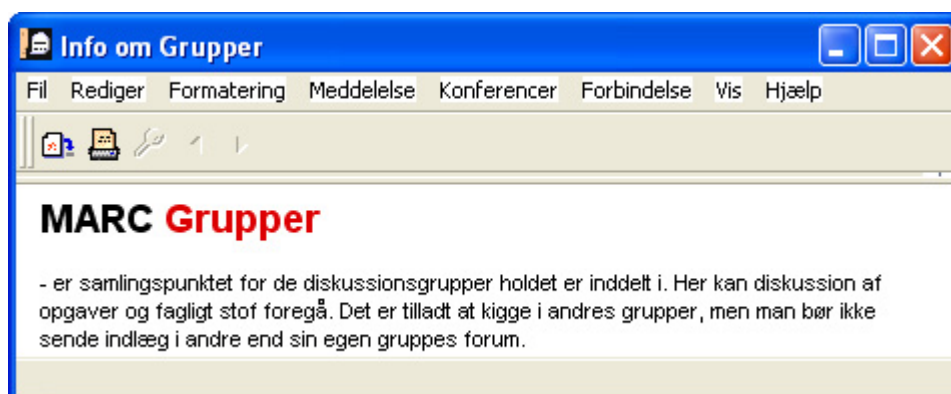 Info om Grupper
Fil Rediger Formatering Meddelelse Konferencer Forbindelse Vis Hjælp
MARC Grupper
- er samlingspunktet for de diskussionsgrupper holdet er inddelt i. Her kan diskussion af
opgaver og fagligt stof foregå. Det er tilladt at kigge i andres grupper, men man bør ikke
sende indlæg i andre end sin egen gruppes forum.